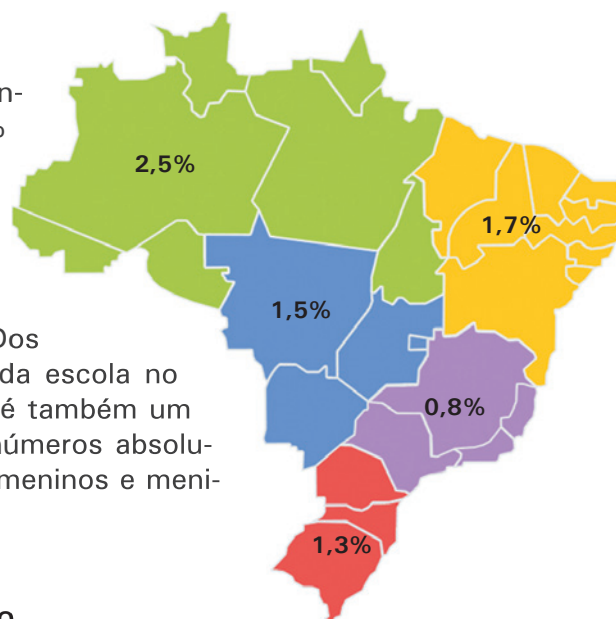 n-
%
2,5%
1,7%
1,5%
Dos
da escola no
é também um
números absolu-
meninos e meni-
0,8%
1,3%